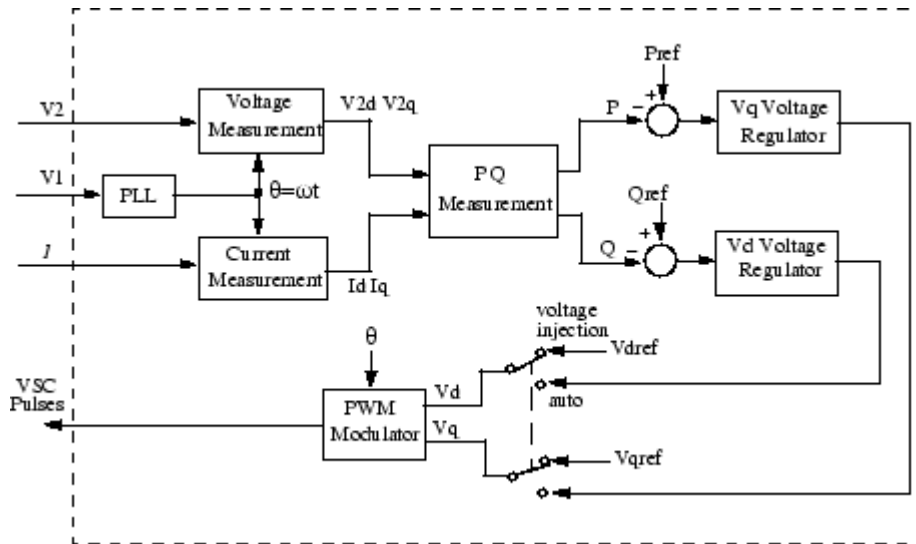 Pref
V2
Voltage
Measurement
V2d V2q
P
−
+
Vq Voltage
Regulator
V1
PLL
θ=ωt
PQ
Measurement
Qref
I
Current
Measurement
Id Iq
Q
−
+
Vd Voltage
Regulator
voltage
injection
θ
Vdref
VSC
Pulses
PWM
Modulator
Vd
auto
Vq
Vqref